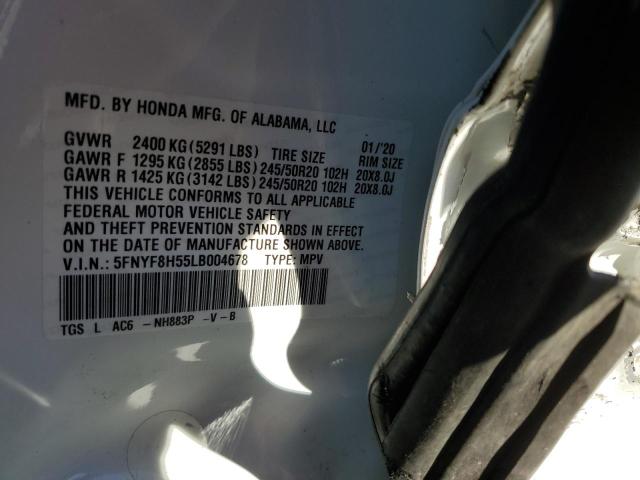 MFD. BY HONDA MFG. OF ALABAMA, LLC
GVWR 2400 KG (5291 LBS) TIRE SIZE 01/'20 RIM SIZE
GAWR F 1295 KG (2855 LBS) 245/50R20 102H 20X8.0J
GAWR R 1425 KG (3142 LBS) 245/50R20 102H 20X8.0J
THIS VEHICLE CONFORMS TO ALL APPLICABLE
FEDERAL MOTOR VEHICLE SAFETY
AND THEFT PREVENTION STANDARDS IN EFFECT
ON THE DATE OF MANUFACTURE SHOWN ABOVE.
V.I.N.: 5FNYF8H55LB004678 TYPE: MPV
TGS L AC6 -NH883P -V-B